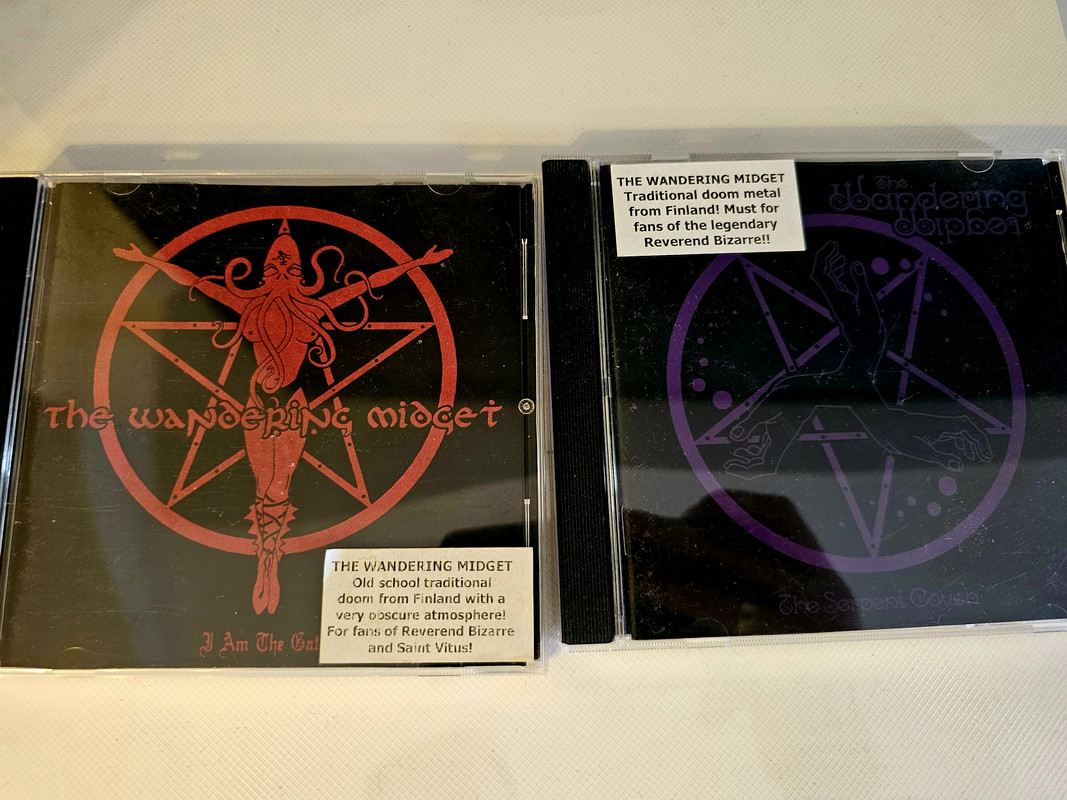 the wandering midget
THE WANDERING MIDGET
Old school traditional
doom from Finland with a
very obscure atmosphere!
For fans of Reverend Bizarre
and Saint Vitus!
I Am The
THE WANDERING MIDGET
Traditional doom metal
from Finland! Must for
fans of the legendary
Reverend Bizarre!!
The
Wandering
Midget
The Serpent Coven